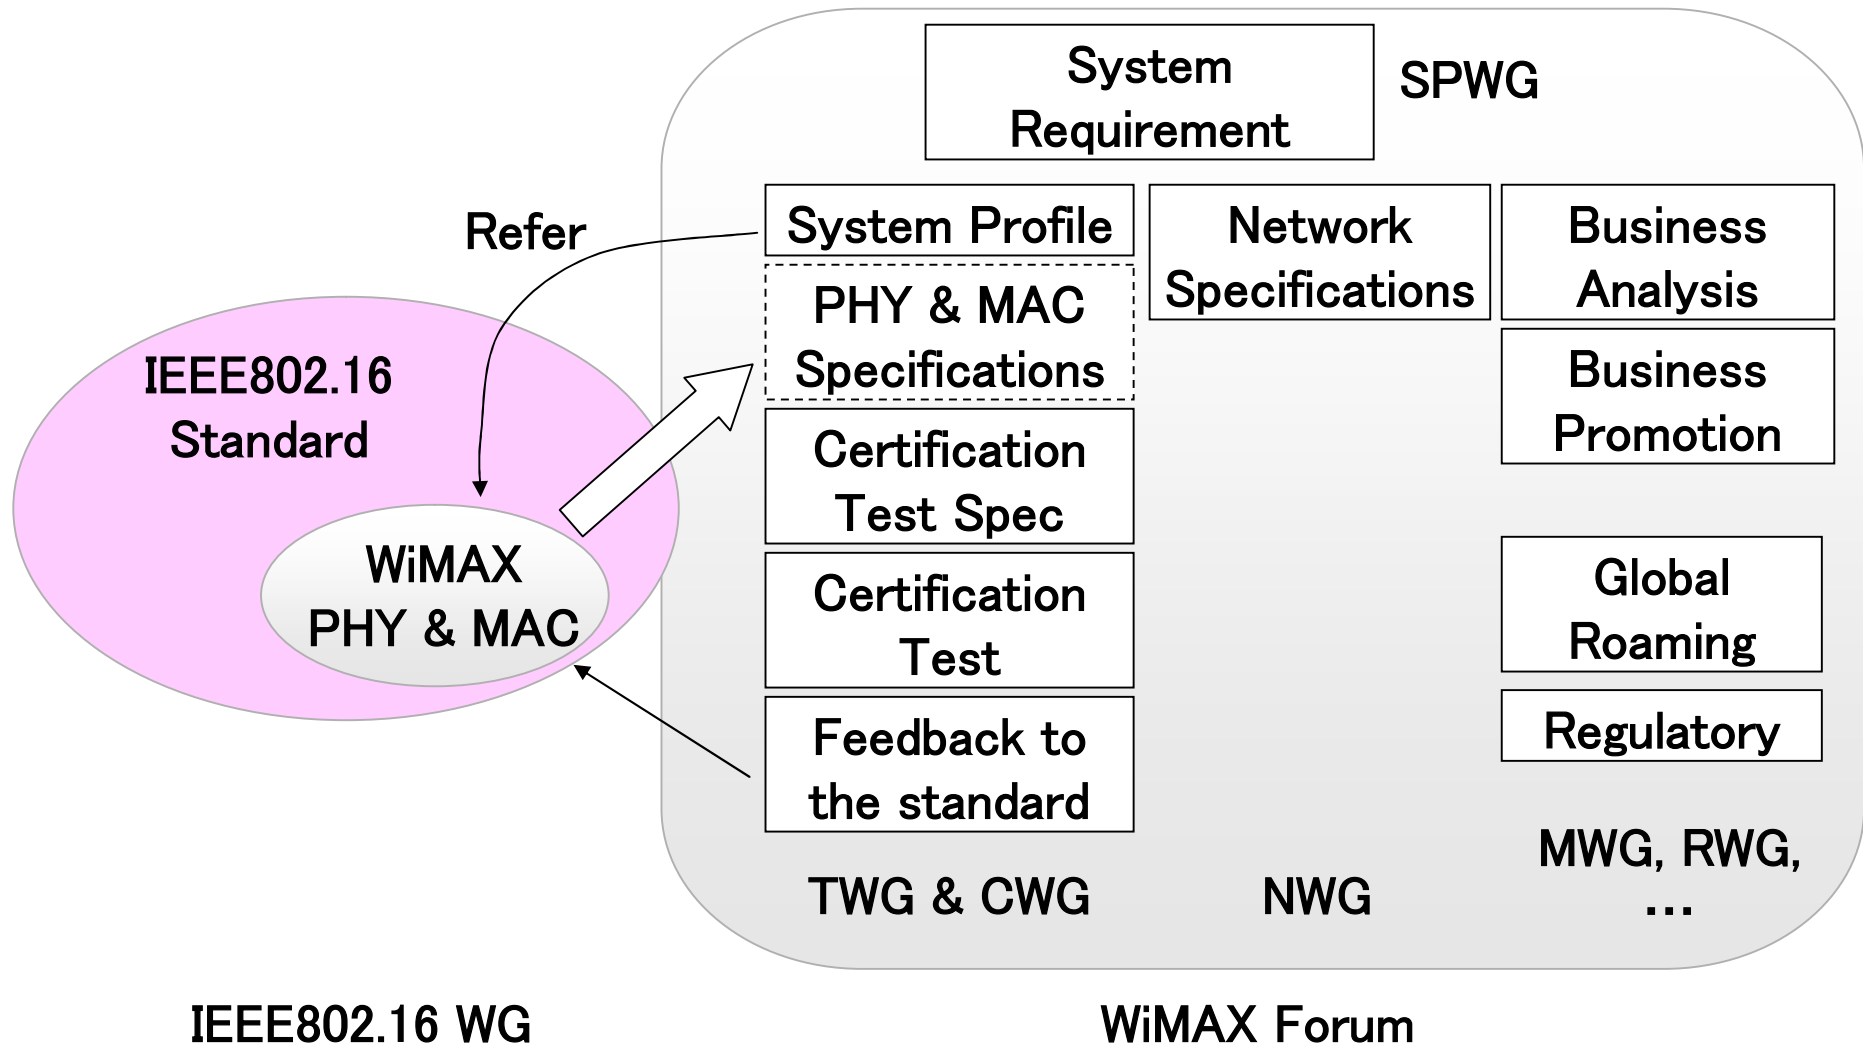 System
Requirement
SPWG
Refer
System Profile
PHY & MAC
Specifications
Certification
Test Spec
Certification
Test
Feedback to
the standard
TWG & CWG
Network
Specifications
NWG
Business
Analysis
Business
Promotion
Global
Roaming
Regulatory
MWG, RWG,
...
IEEE802.16
Standard
WiMAX
PHY & MAC
IEEE802.16 WG
WiMAX Forum